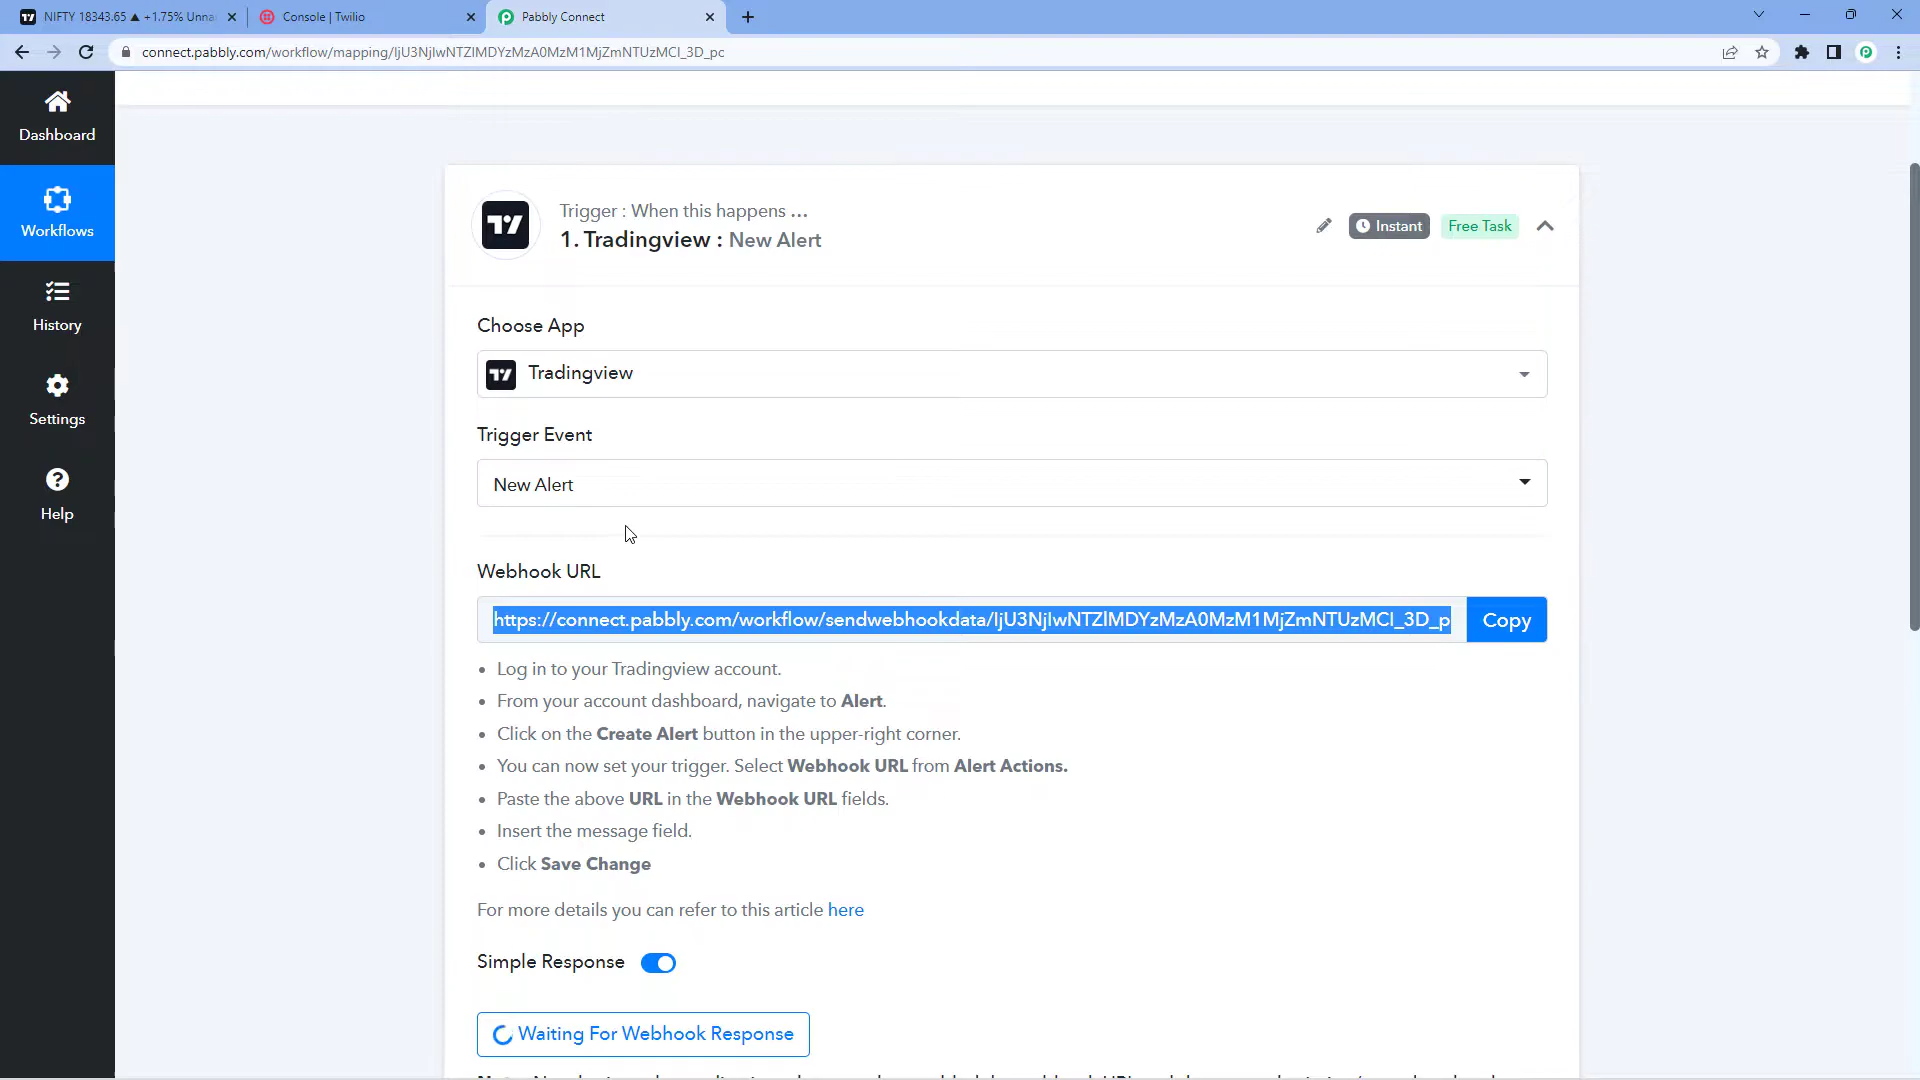 NIFTY 18343.65 ▲ +1.75% Unna
Console | Twilio
Pabbly Connect
connect.pabbly.com/workflow/mapping/IjU3NjIwNTZlMDYzMzA0MzM1MjZmNTUzMCI_3D_pc
Dashboard
Workflows
History
Settings
Help
Trigger : When this happens ...
1. Tradingview : New Alert
Instant
Free Task
Choose App
Tradingview
Trigger Event
New Alert
Webhook URL
https://connect.pabbly.com/workflow/sendwebhookdata/IjU3NjIwNTZlMDYzMzA0MzM1MjZmNTUzMCI_3D_p
Copy
• Log in to your Tradingview account.
• From your account dashboard, navigate to Alert.
• Click on the Create Alert button in the upper-right corner.
• You can now set your trigger. Select Webhook URL from Alert Actions.
• Paste the above URL in the Webhook URL fields.
• Insert the message field.
• Click Save Change
For more details you can refer to this article here
Simple Response
Waiting For Webhook Response